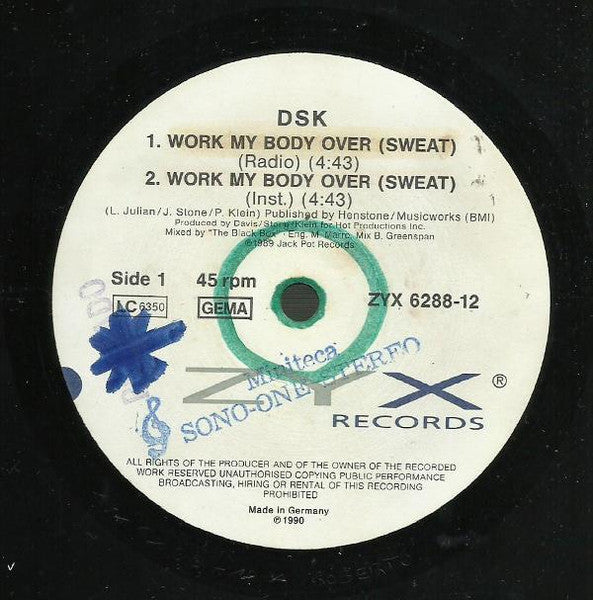 DSK
1. WORK MY BODY OVER (SWEAT)
(Radio) (4:43)
2. WORK MY BODY OVER (SWEAT)
(Inst.) (4:43)
(L. Julian/J. Stone/P. Klein) Published by Honstone/Musicworks (BMI)
Produced by Davis/Stone/Klein for Hot Productions Inc.
Mixed by "The Black Box" - Eng. M. Marro, Mix B. Greenspan
℗1989 Jack Pot Records
Side 1 45 rpm
LC 6350 GEMA ZYX 6288-12
Miniteca
SONO-ONE STEREO
ZYX ®
RECORDS
ALL RIGHTS OF THE PRODUCER AND OF THE OWNER OF THE RECORDED
WORK RESERVED UNAUTHORISED COPYING PUBLIC PERFORMANCE
BROADCASTING, HIRING OR RENTAL OF THIS RECORDING
PROHIBITED
Made in Germany
℗1990